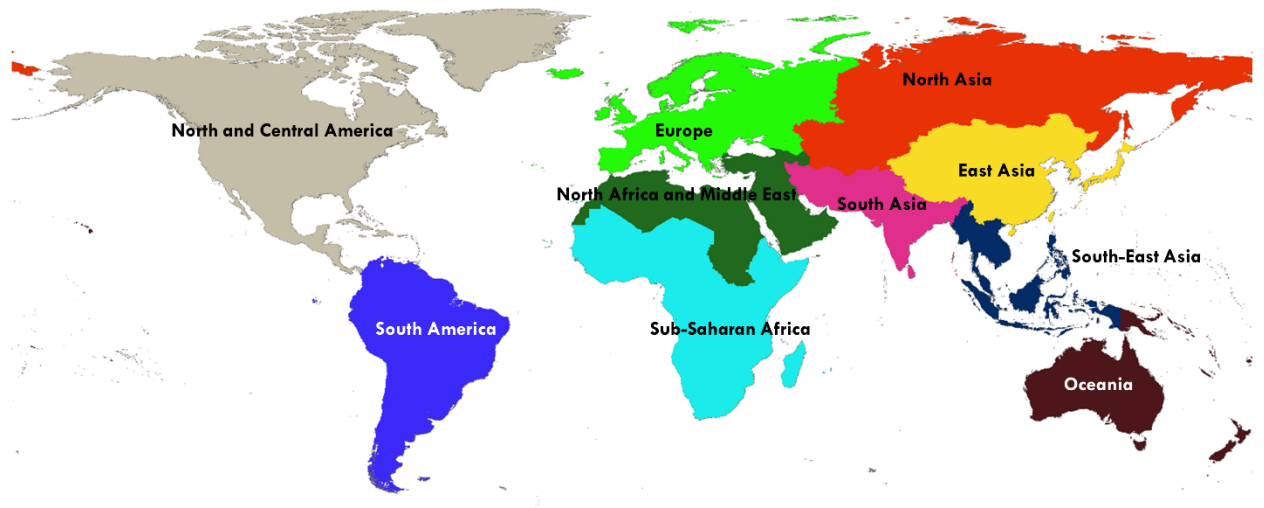 North Asia
North and Central America
Europe
East Asia
North Africa and Middle East
South Asia
South-East Asia
South America
Sub-Saharan Africa
Oceania